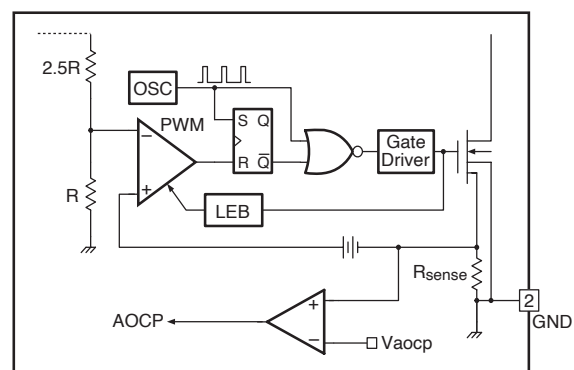 2.5R
OSC
PWM
S Q
R Q̅
Gate
Driver
R
LEB
−
+
Rsense
2
GND
AOCP
+
−
Vaocp